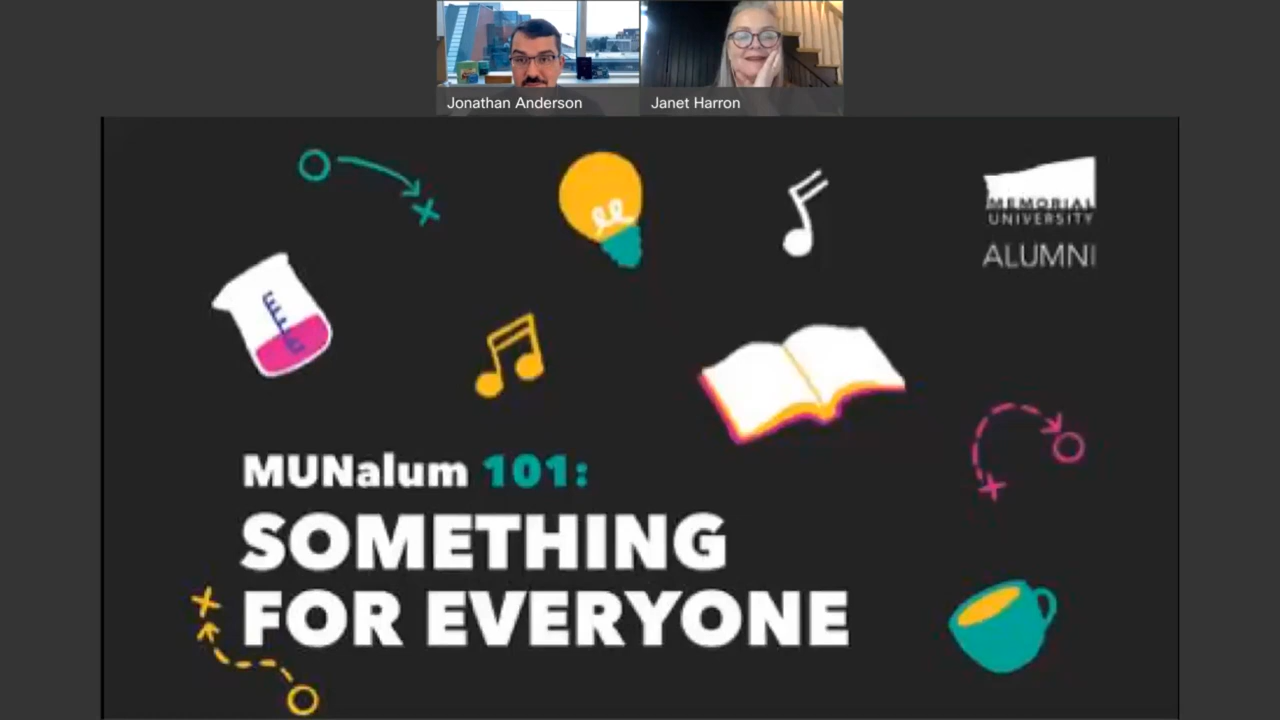 Jonathan Anderson
Janet Harron
MEMORIAL
UNIVERSITY
ALUMNI
MUNalum 101:
SOMETHING
FOR EVERYONE